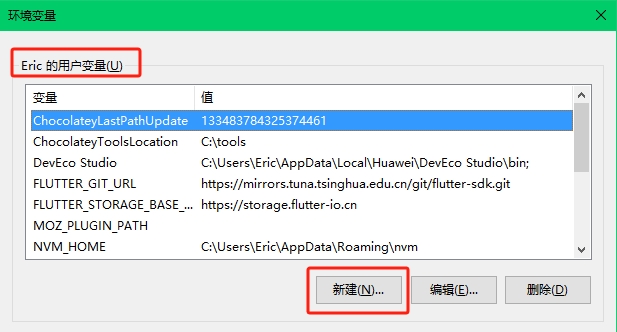 环境变量
Eric 的用户变量(U)
变量 值
ChocolateyLastPathUpdate 133483784325374461
ChocolateyToolsLocation C:\tools
DevEco Studio C:\Users\Eric\AppData\Local\Huawei\DevEco Studio\bin;
FLUTTER_GIT_URL https://mirrors.tuna.tsinghua.edu.cn/git/flutter-sdk.git
FLUTTER_STORAGE_BASE_... https://storage.flutter-io.cn
MOZ_PLUGIN_PATH
NVM_HOME C:\Users\Eric\AppData\Roaming\nvm
新建(N)... 编辑(E)... 删除(D)